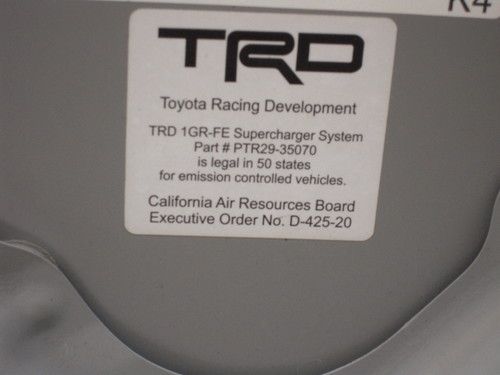 K4
TRD
Toyota Racing Development
TRD 1GR-FE Supercharger System
Part # PTR29-35070
is legal in 50 states
for emission controlled vehicles.
California Air Resources Board
Executive Order No. D-425-20